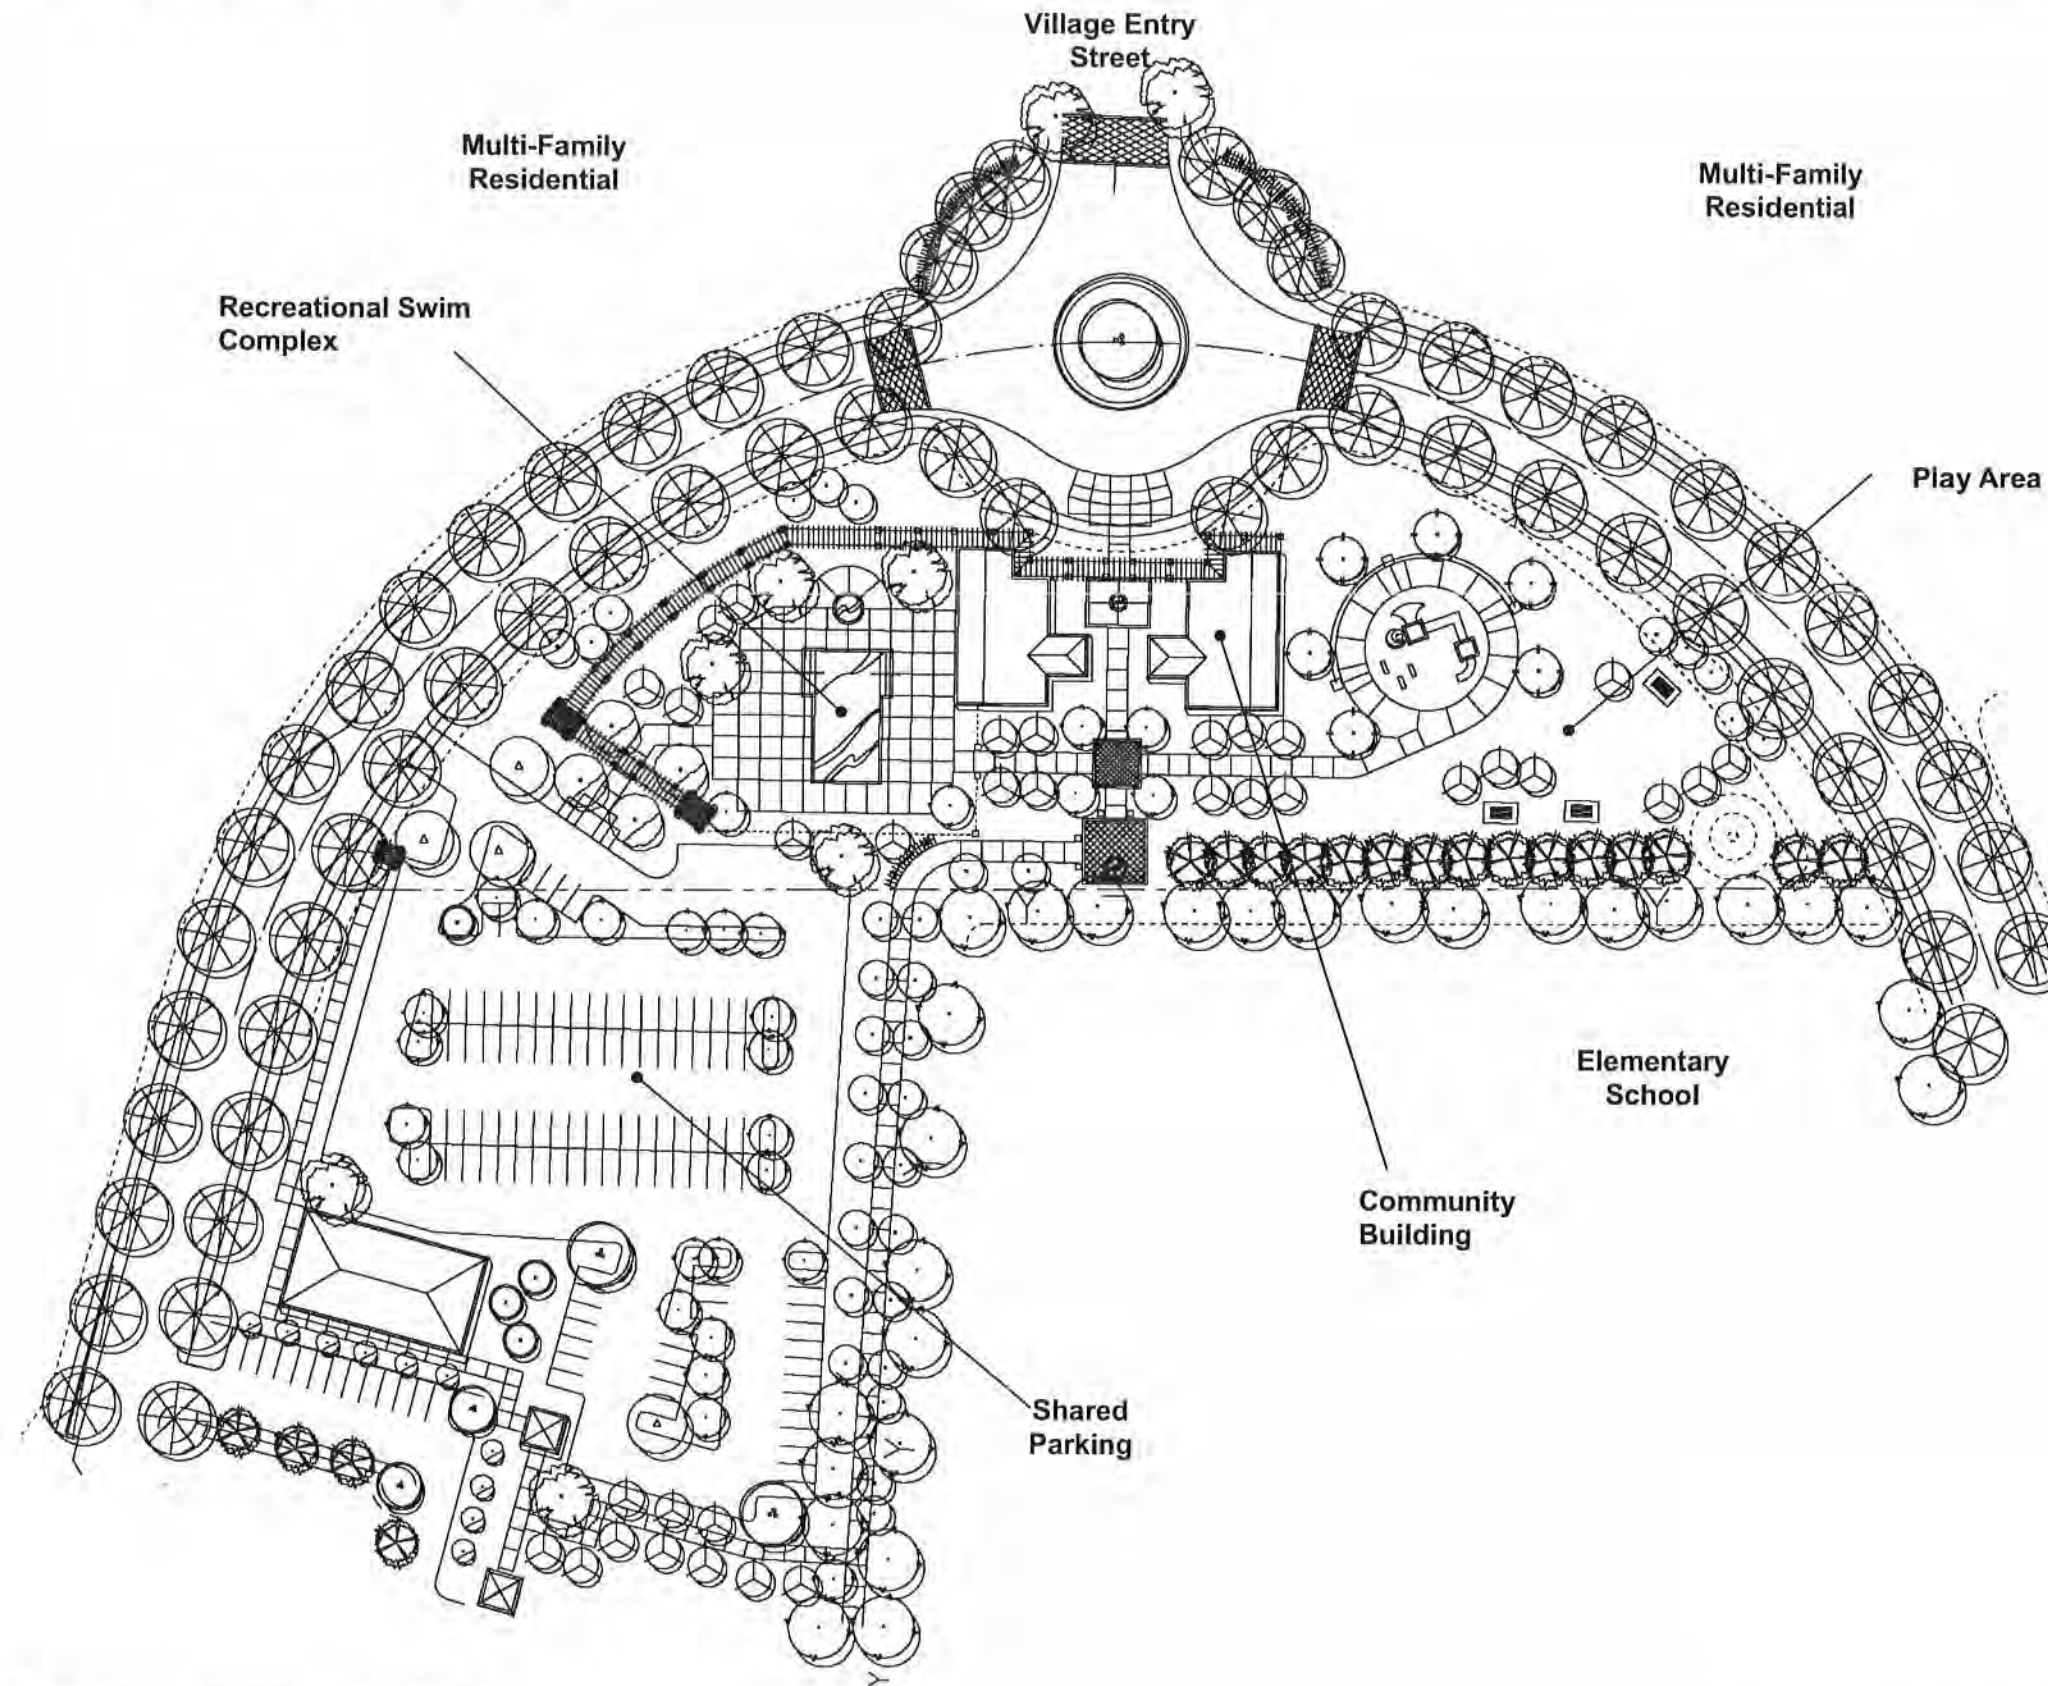 Village Entry
Street
Multi-Family
Residential
Multi-Family
Residential
Recreational Swim
Complex
Play Area
Elementary
School
Community
Building
Shared
Parking